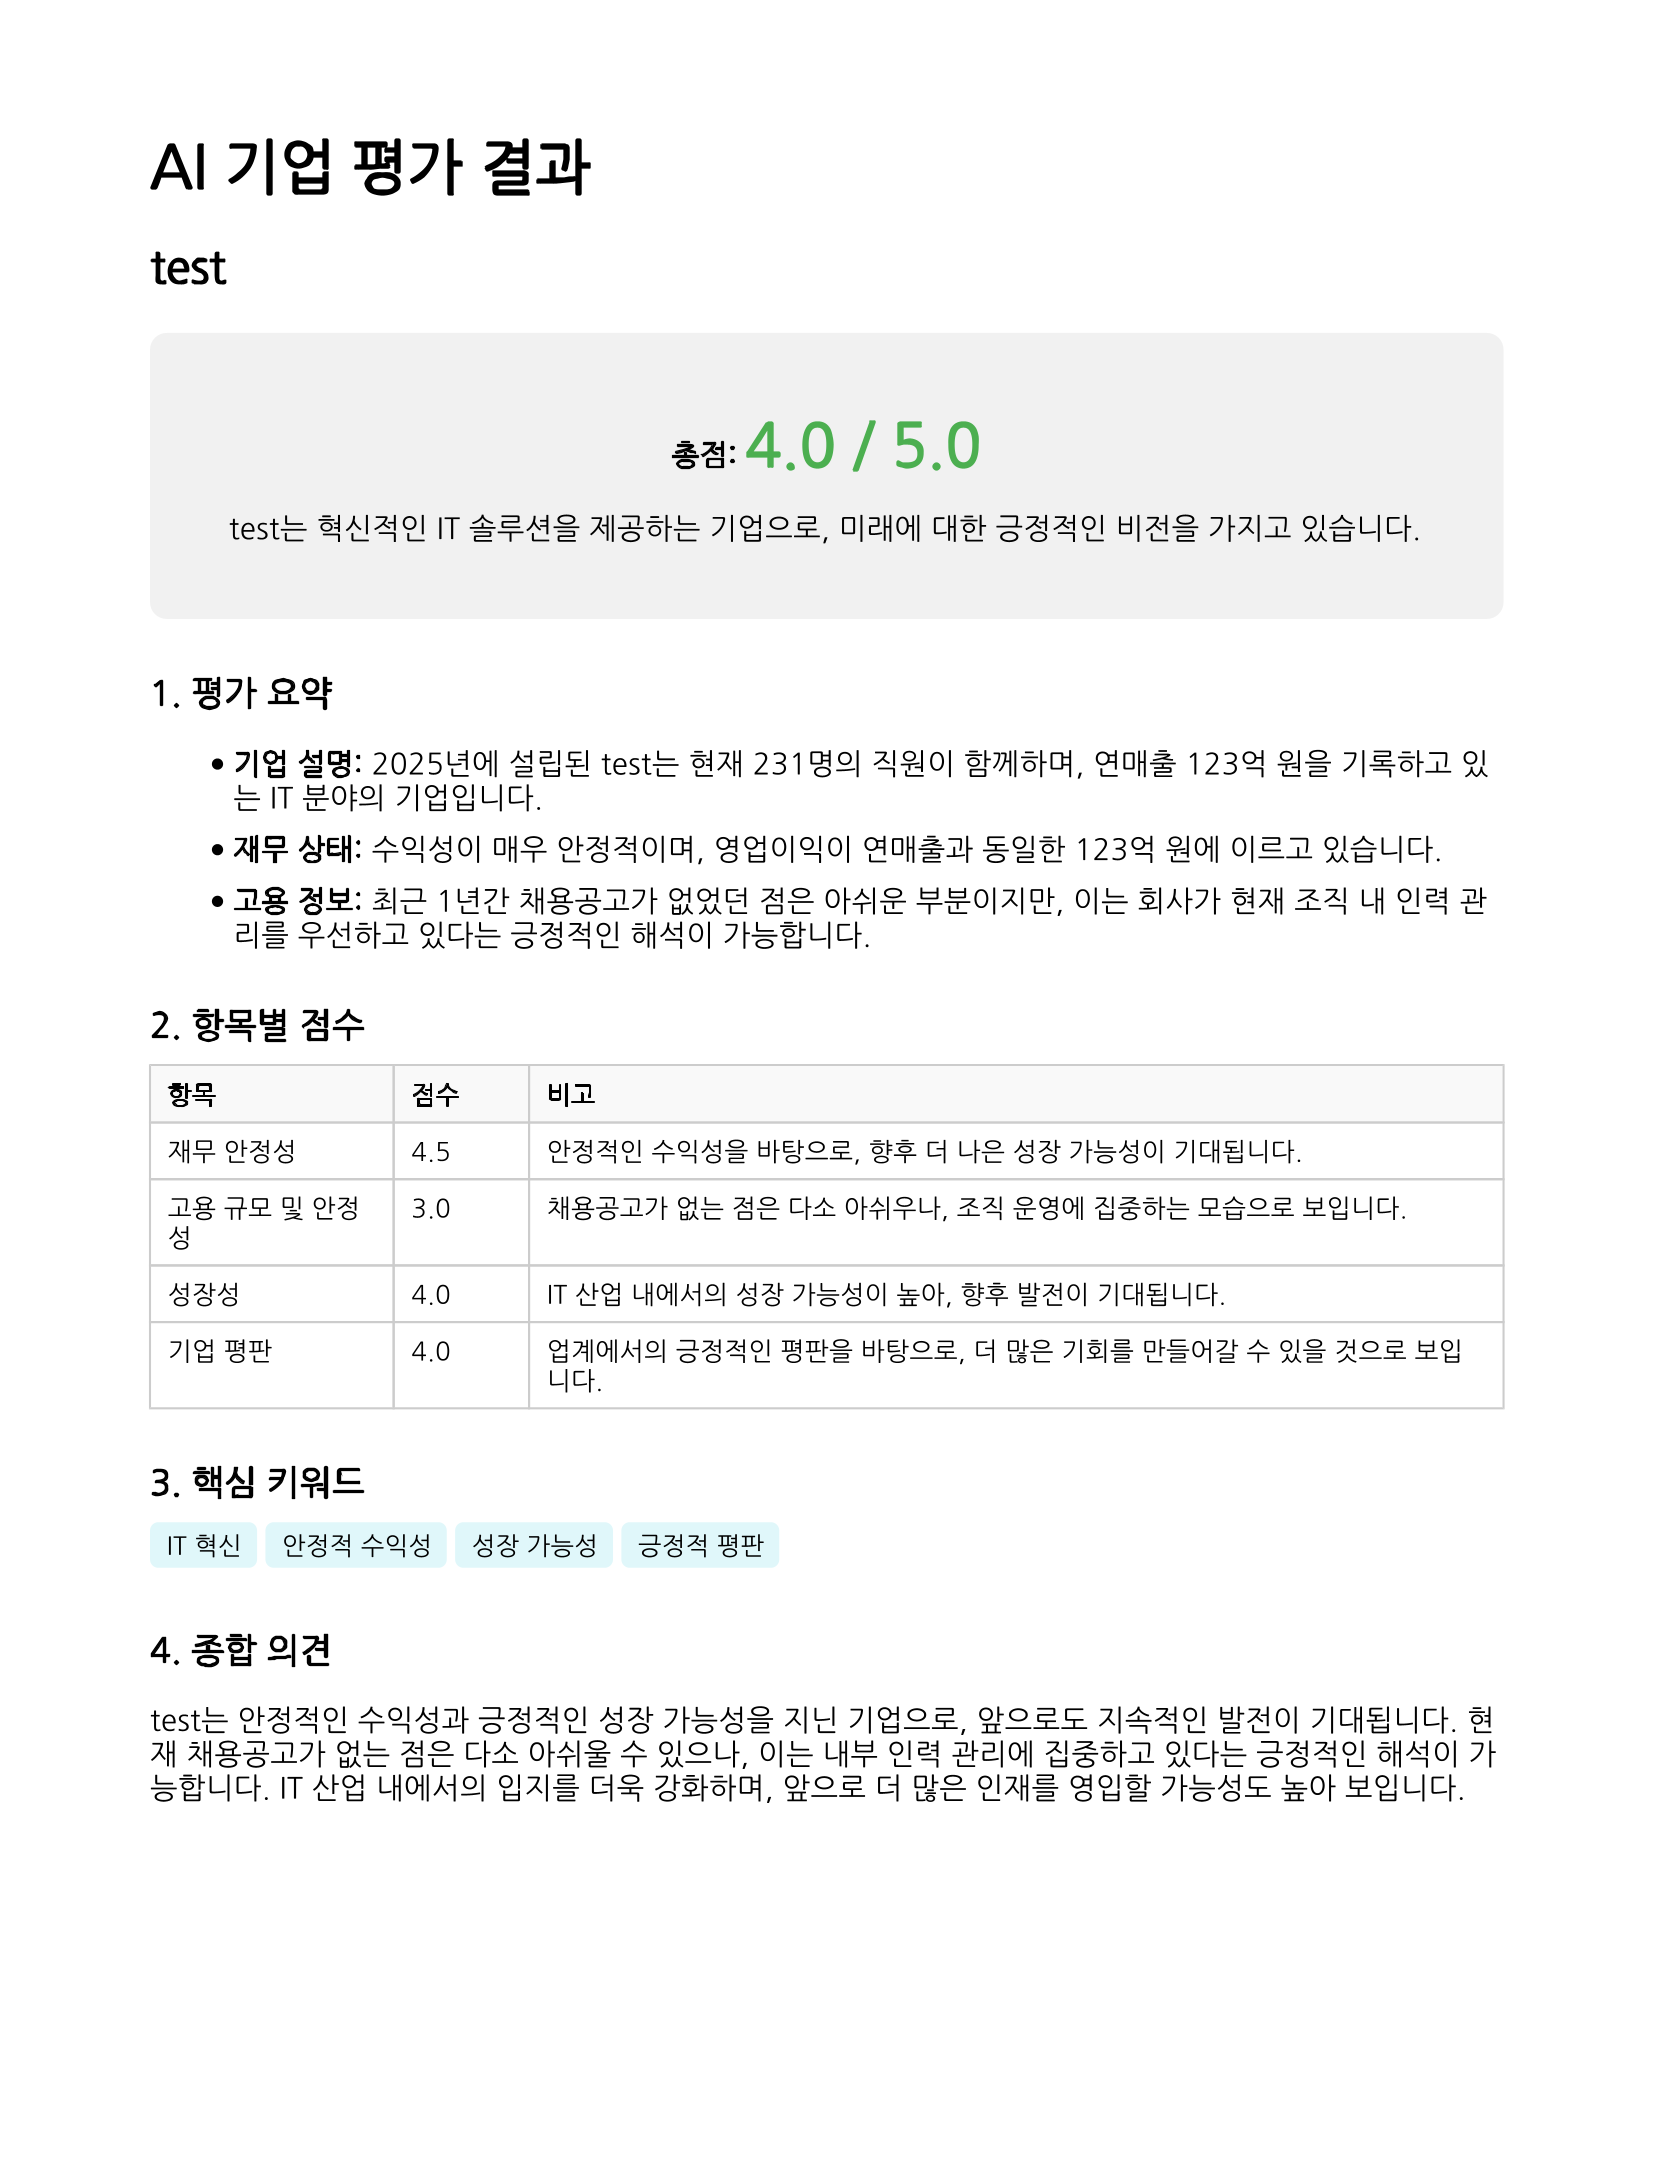 AI 기업 평가 결과
test
총점: 4.0 / 5.0
test는 혁신적인 IT 솔루션을 제공하는 기업으로, 미래에 대한 긍정적인 비전을 가지고 있습니다.
1. 평가 요약
• 기업 설명: 2025년에 설립된 test는 현재 231명의 직원이 함께하며, 연매출 123억 원을 기록하고 있
는 IT 분야의 기업입니다.
• 재무 상태: 수익성이 매우 안정적이며, 영업이익이 연매출과 동일한 123억 원에 이르고 있습니다.
• 고용 정보: 최근 1년간 채용공고가 없었던 점은 아쉬운 부분이지만, 이는 회사가 현재 조직 내 인력 관
리를 우선하고 있다는 긍정적인 해석이 가능합니다.
2. 항목별 점수
항목 점수 비고
재무 안정성 4.5 안정적인 수익성을 바탕으로, 향후 더 나은 성장 가능성이 기대됩니다.
고용 규모 및 안정 3.0 채용공고가 없는 점은 다소 아쉬우나, 조직 운영에 집중하는 모습으로 보입니다.
성
성장성 4.0 IT 산업 내에서의 성장 가능성이 높아, 향후 발전이 기대됩니다.
기업 평판 4.0 업계에서의 긍정적인 평판을 바탕으로, 더 많은 기회를 만들어갈 수 있을 것으로 보입
니다.
3. 핵심 키워드
IT 혁신 안정적 수익성 성장 가능성 긍정적 평판
4. 종합 의견
test는 안정적인 수익성과 긍정적인 성장 가능성을 지닌 기업으로, 앞으로도 지속적인 발전이 기대됩니다. 현
재 채용공고가 없는 점은 다소 아쉬울 수 있으나, 이는 내부 인력 관리에 집중하고 있다는 긍정적인 해석이 가
능합니다. IT 산업 내에서의 입지를 더욱 강화하며, 앞으로 더 많은 인재를 영입할 가능성도 높아 보입니다.